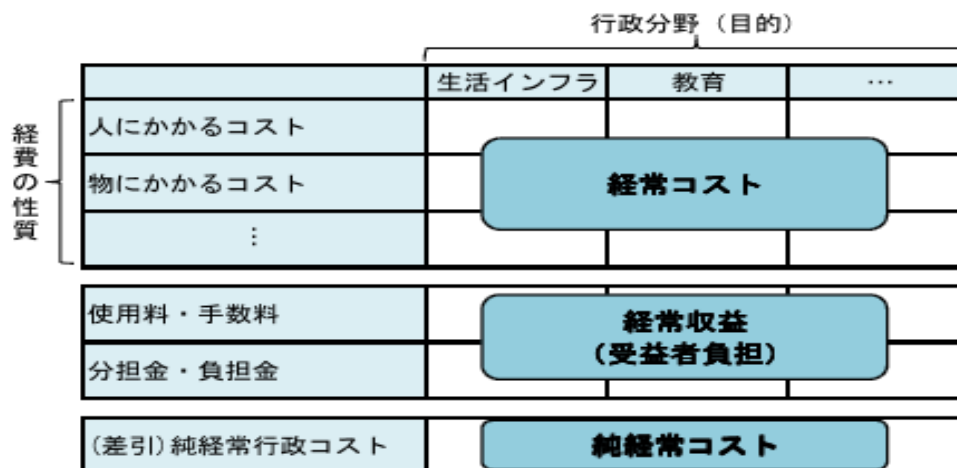 行政分野（目的）
生活インフラ 教育 …
経費の性質
人にかかるコスト
物にかかるコスト
経常コスト
⋮
使用料・手数料
分担金・負担金
経常収益
（受益者負担）
(差引)純経常行政コスト
純経常コスト